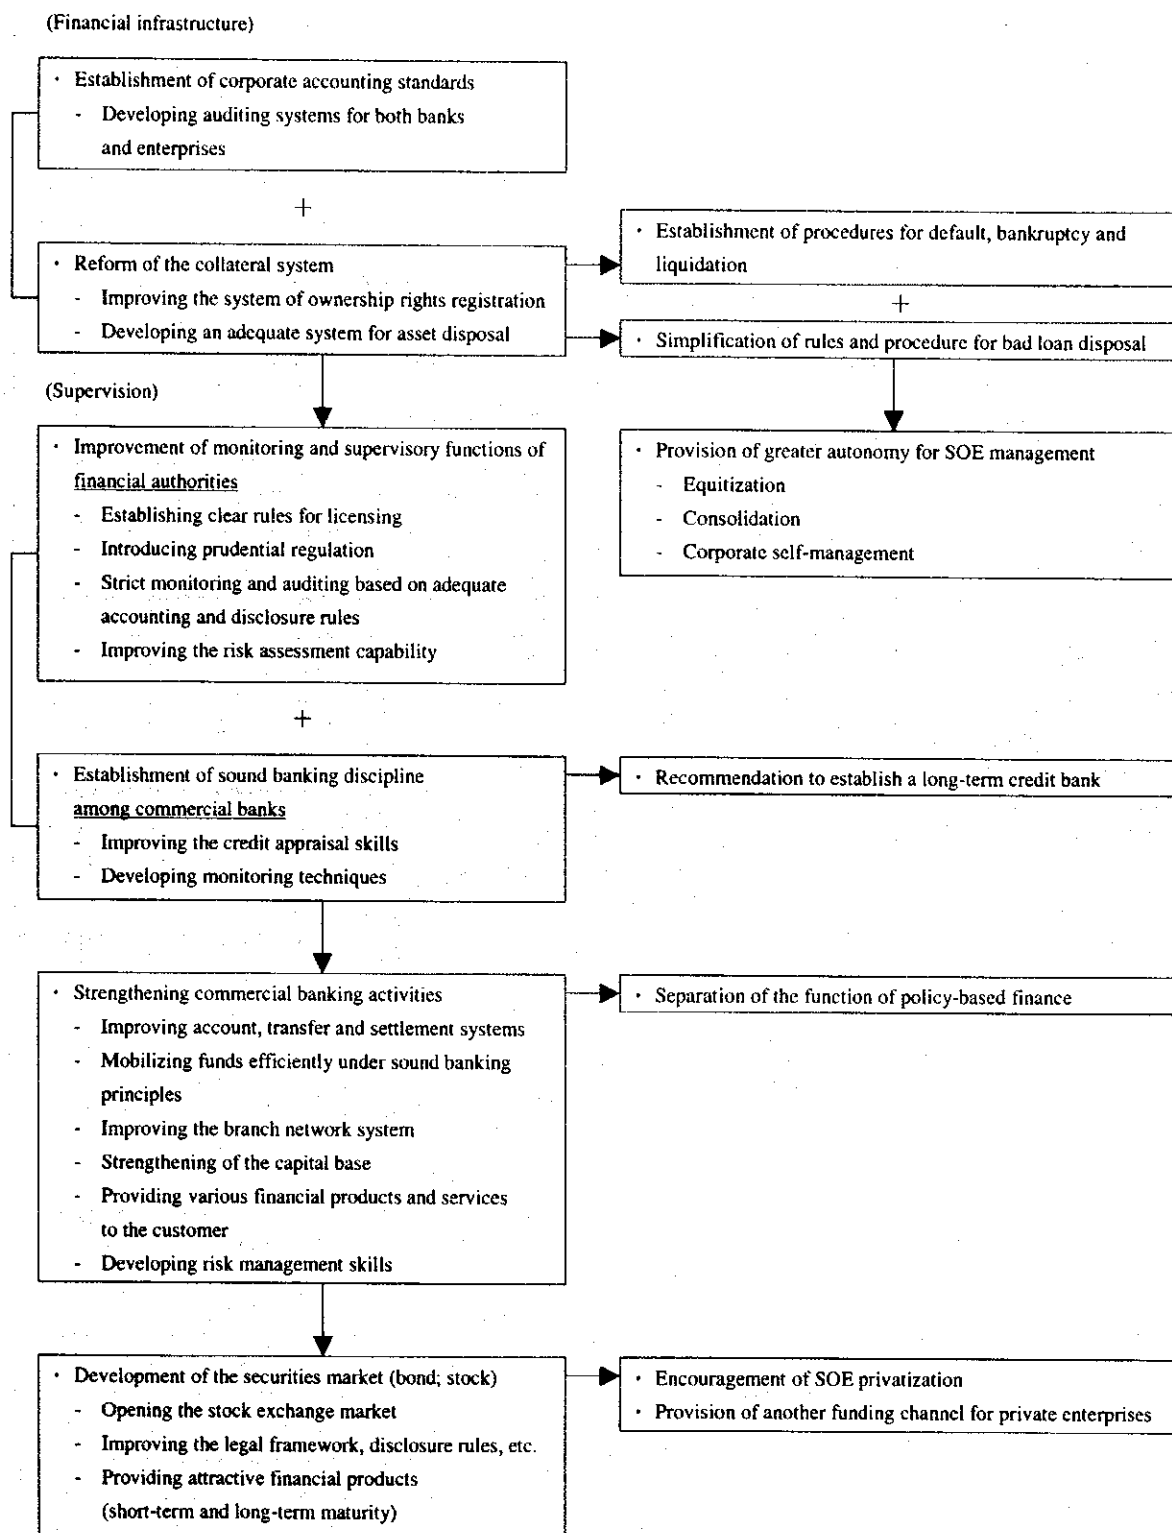 (Financial infrastructure)
· Establishment of corporate accounting standards
- Developing auditing systems for both banks
and enterprises
+
· Reform of the collateral system
- Improving the system of ownership rights registration
- Developing an adequate system for asset disposal
· Establishment of procedures for default, bankruptcy and
liquidation
+
· Simplification of rules and procedure for bad loan disposal
(Supervision)
· Improvement of monitoring and supervisory functions of
financial authorities
- Establishing clear rules for licensing
- Introducing prudential regulation
- Strict monitoring and auditing based on adequate
accounting and disclosure rules
- Improving the risk assessment capability
· Provision of greater autonomy for SOE management
- Equitization
- Consolidation
- Corporate self-management
+
· Establishment of sound banking discipline
among commercial banks
- Improving the credit appraisal skills
- Developing monitoring techniques
· Recommendation to establish a long-term credit bank
· Strengthening commercial banking activities
- Improving account, transfer and settlement systems
- Mobilizing funds efficiently under sound banking
principles
- Improving the branch network system
- Strengthening of the capital base
- Providing various financial products and services
to the customer
- Developing risk management skills
· Separation of the function of policy-based finance
· Development of the securities market (bond; stock)
- Opening the stock exchange market
- Improving the legal framework, disclosure rules, etc.
- Providing attractive financial products
(short-term and long-term maturity)
· Encouragement of SOE privatization
· Provision of another funding channel for private enterprises